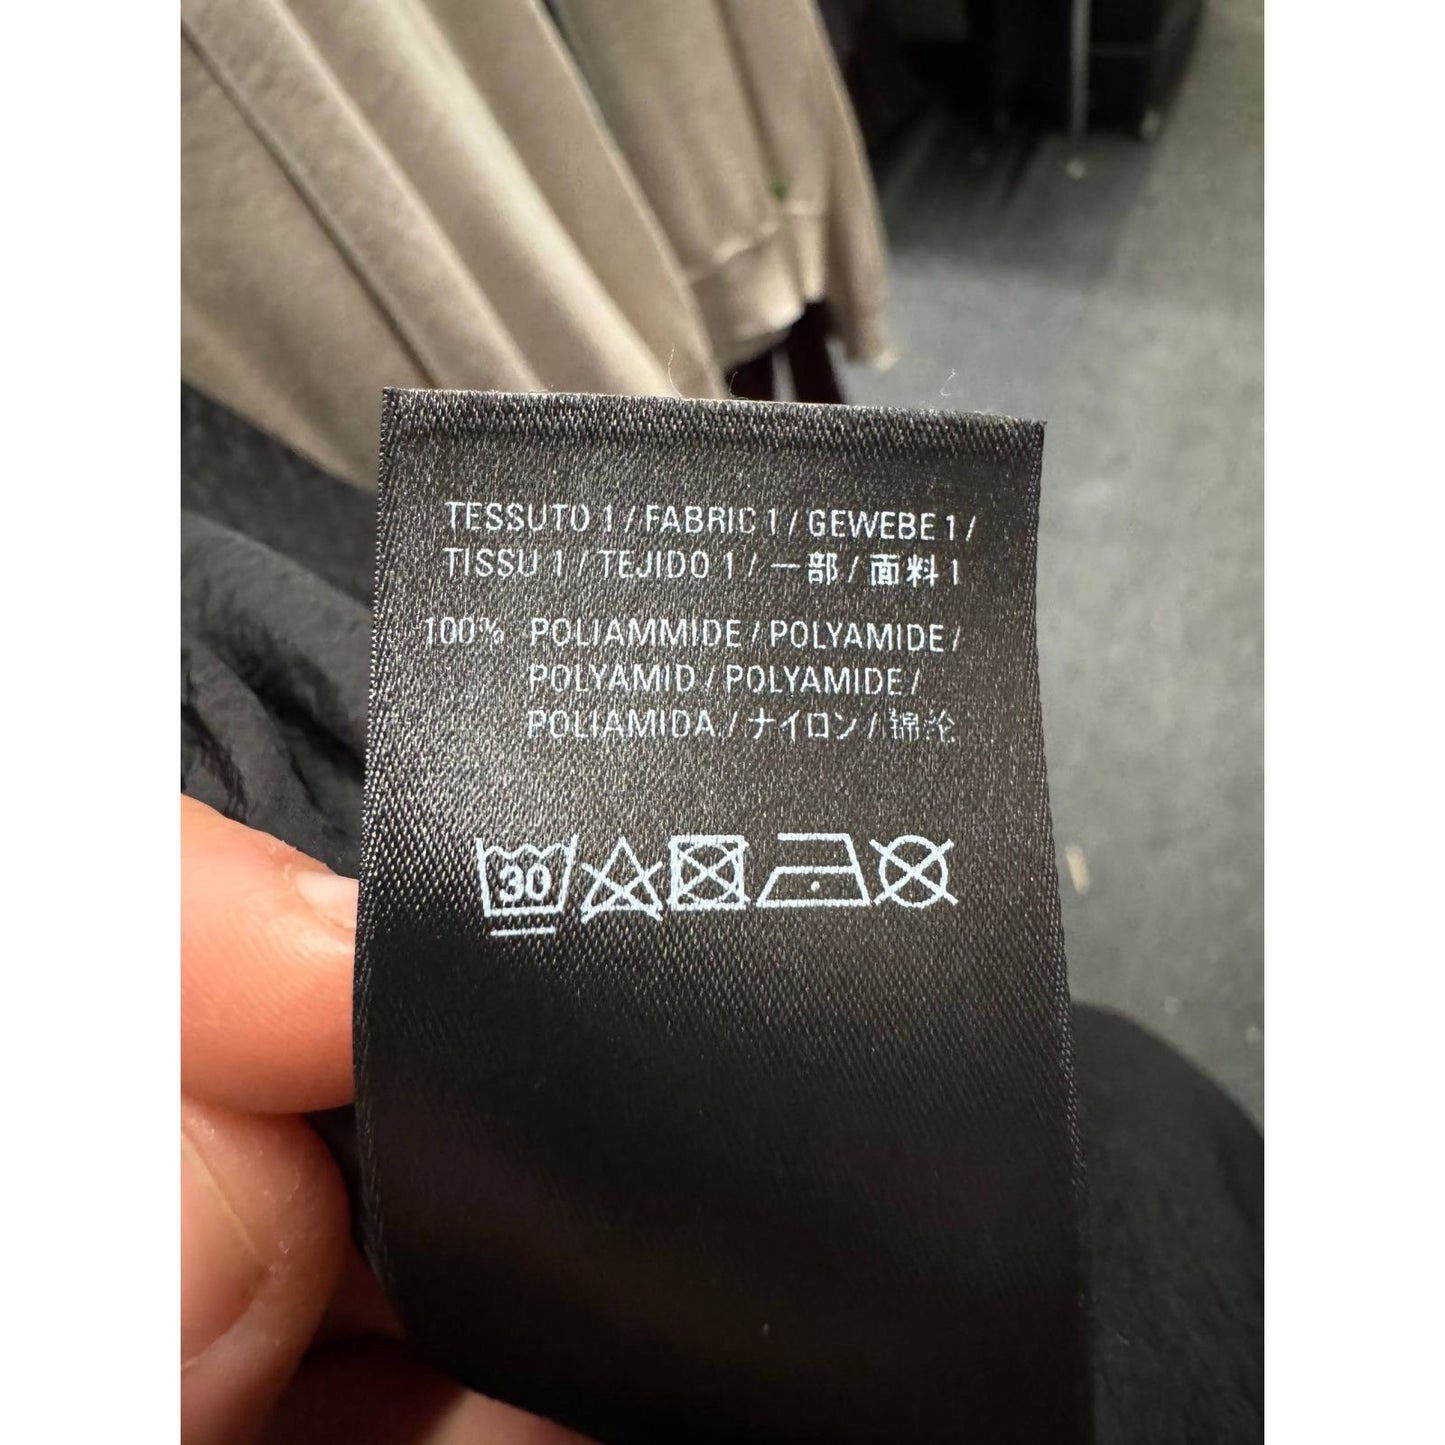 TESSUTO 1 / FABRIC 1 / GEWEBE 1 /
TISSU 1 / TEJIDO 1 / 一部 / 面料 1
100% POLIAMMIDE / POLYAMIDE /
POLYAMID / POLYAMIDE /
POLIAMIDA / ナイロン / 锦纶
30